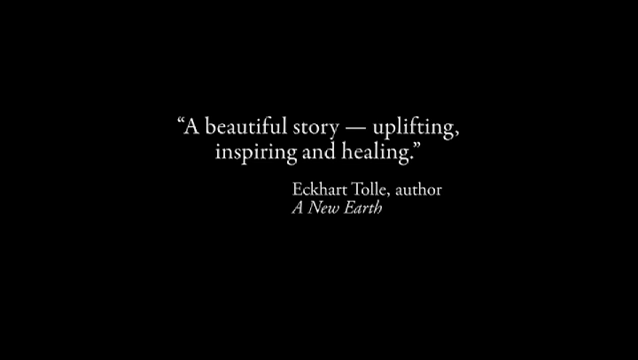 “A beautiful story — uplifting,
inspiring and healing.”
Eckhart Tolle, author
A New Earth